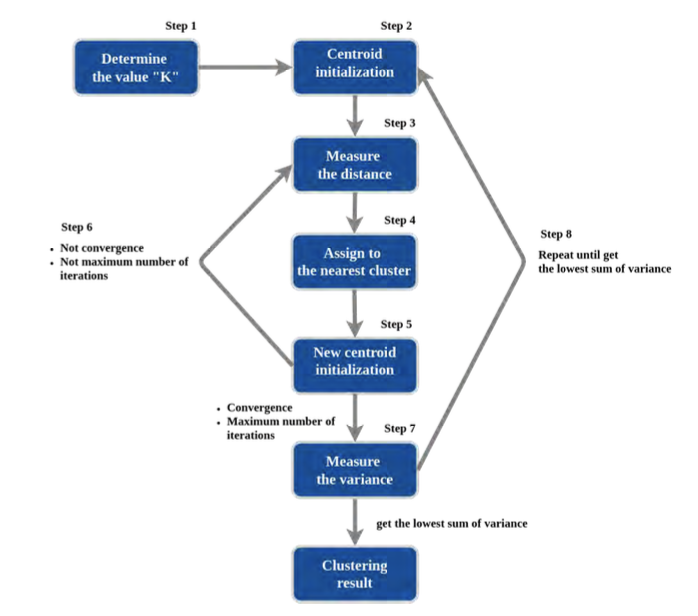 Step 1
Determine
the value "K"
Step 2
Centroid
initialization
Step 3
Measure
the distance
Step 4
Assign to
the nearest cluster
Step 5
New centroid
initialization
Step 6
• Not convergence
• Not maximum number of
iterations
• Convergence
• Maximum number of
iterations
Step 7
Measure
the variance
Step 8
Repeat until get
the lowest sum of variance
get the lowest sum of variance
Clustering
result